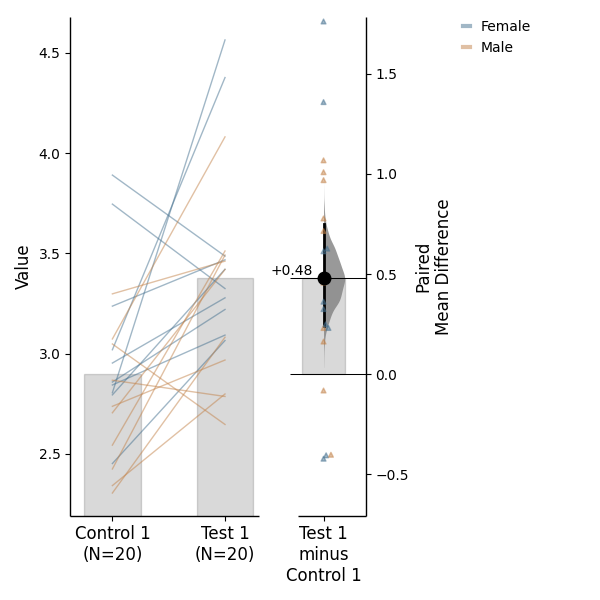 Female
Male
Value
4.5
4.0
3.5
3.0
2.5
Control 1
(N=20)
Test 1
(N=20)
+0.48
1.5
1.0
0.5
0.0
−0.5
Paired
Mean Difference
Test 1
minus
Control 1